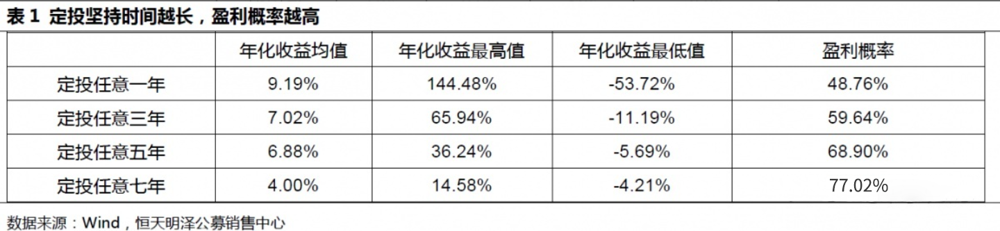 表 1 定投坚持时间越长，盈利概率越高
年化收益均值 年化收益最高值 年化收益最低值 盈利概率
定投任意一年 9.19% 144.48% -53.72% 48.76%
定投任意三年 7.02% 65.94% -11.19% 59.64%
定投任意五年 6.88% 36.24% -5.69% 68.90%
定投任意七年 4.00% 14.58% -4.21% 77.02%
数据来源：Wind，恒天明泽公募销售中心